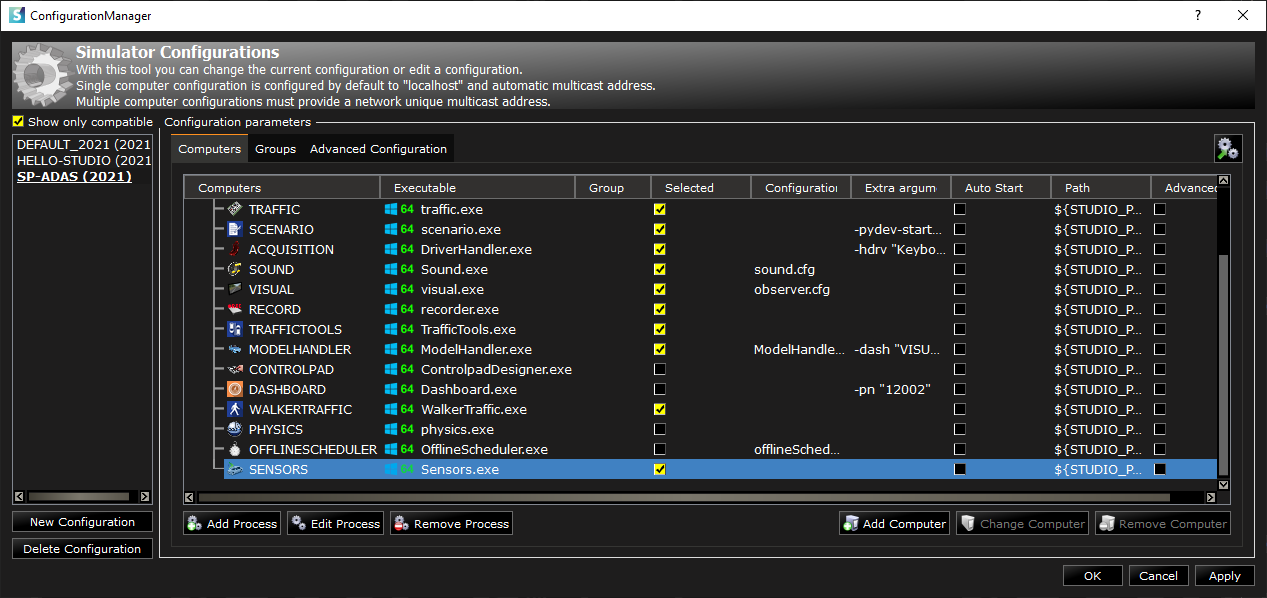 ConfigurationManager
Simulator Configurations
With this tool you can change the current configuration or edit a configuration.
Single computer configuration is configured by default to "localhost" and automatic multicast address.
Multiple computer configurations must provide a network unique multicast address.
Show only compatible
Configuration parameters
DEFAULT_2021 (2021
HELLO-STUDIO (2021
SP-ADAS (2021)
Computers Groups Advanced Configuration
Computers Executable Group Selected Configuration Extra argum Auto Start Path Advanced
TRAFFIC 64 traffic.exe ${STUDIO_P...
SCENARIO 64 scenario.exe -pydev-start... ${STUDIO_P...
ACQUISITION 64 DriverHandler.exe -hdrv "Keybo... ${STUDIO_P...
SOUND 64 Sound.exe sound.cfg ${STUDIO_P...
VISUAL 64 visual.exe observer.cfg ${STUDIO_P...
RECORD 64 recorder.exe ${STUDIO_P...
TRAFFICTOOLS 64 TrafficTools.exe ${STUDIO_P...
MODELHANDLER 64 ModelHandler.exe ModelHandle... -dash "VISU... ${STUDIO_P...
CONTROLPAD 64 ControlpadDesigner.exe ${STUDIO_P...
DASHBOARD 64 Dashboard.exe -pn "12002" ${STUDIO_P...
WALKERTRAFFIC 64 WalkerTraffic.exe ${STUDIO_P...
PHYSICS 64 physics.exe ${STUDIO_P...
OFFLINESCHEDULER 64 OfflineScheduler.exe offlineSched... ${STUDIO_P...
SENSORS 64 Sensors.exe ${STUDIO_P...
New Configuration
Delete Configuration
Add Process Edit Process Remove Process Add Computer Change Computer Remove Computer
OK Cancel Apply